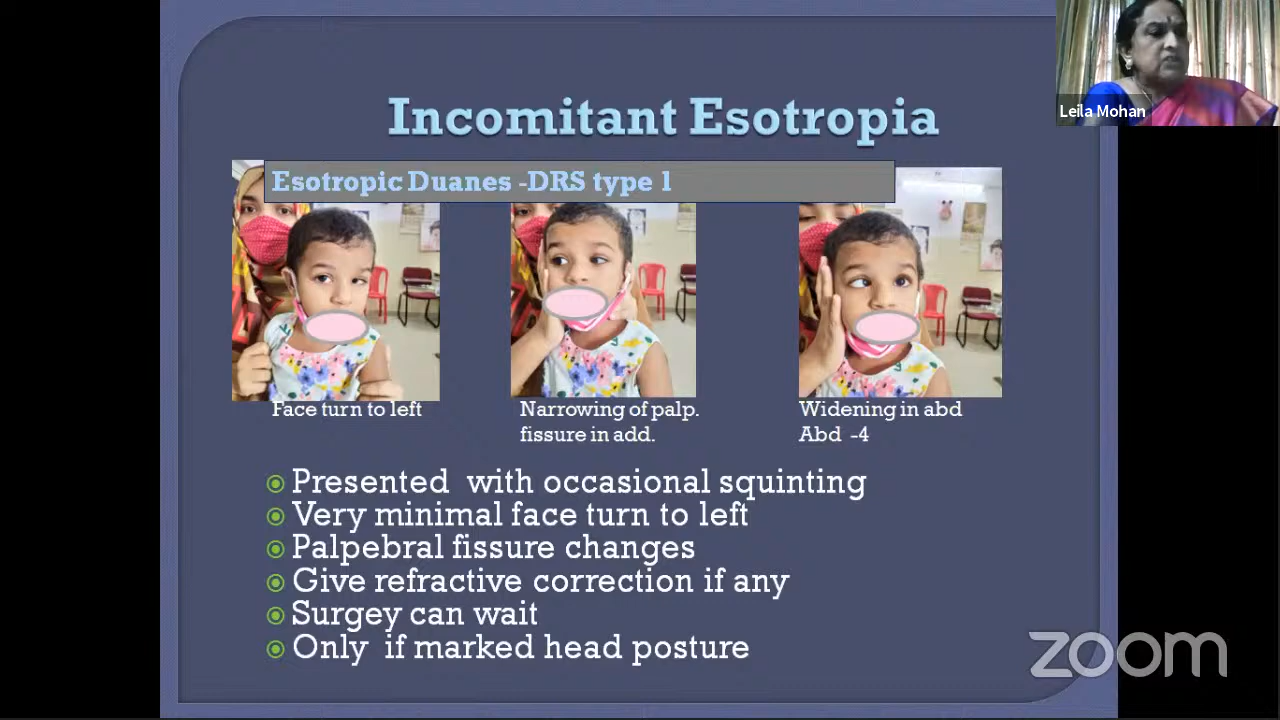 Leila Mohan
Incomitant Esotropia
Esotropic Duanes -DRS type 1
Face turn to left
Narrowing of palp.
fissure in add.
Widening in abd
Abd -4
Presented with occasional squinting
Very minimal face turn to left
Palpebral fissure changes
Give refractive correction if any
Surgey can wait
Only if marked head posture
zoom